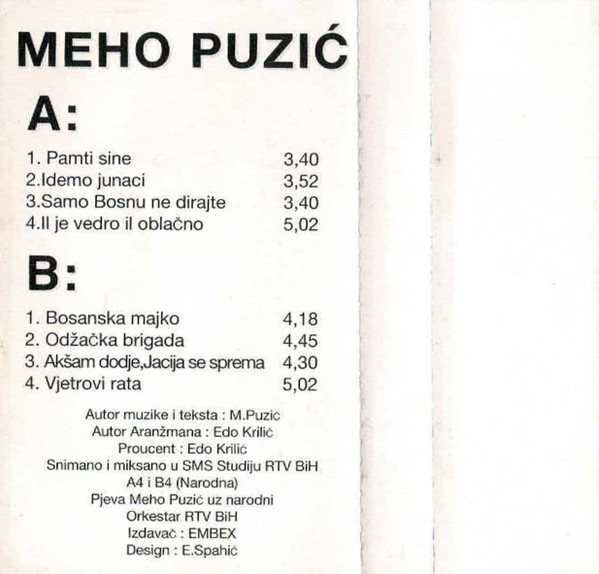 MEHO PUZIĆ
A:
1. Pamti sine 3,40
2.Idemo junaci 3,52
3.Samo Bosnu ne dirajte 3,40
4.Il je vedro il oblačno 5,02
B:
1. Bosanska majko 4,18
2. Odžačka brigada 4,45
3. Akšam dodje,Jacija se sprema 4,30
4. Vjetrovi rata 5,02
Autor muzike i teksta : M.Puzić
Autor Aranžmana : Edo Krilić
Proucent : Edo Krilić
Snimano i miksano u SMS Studiju RTV BiH
A4 i B4 (Narodna)
Pjeva Meho Puzić uz narodni
Orkestar RTV BiH
Izdavač : EMBEX
Design : E.Spahić